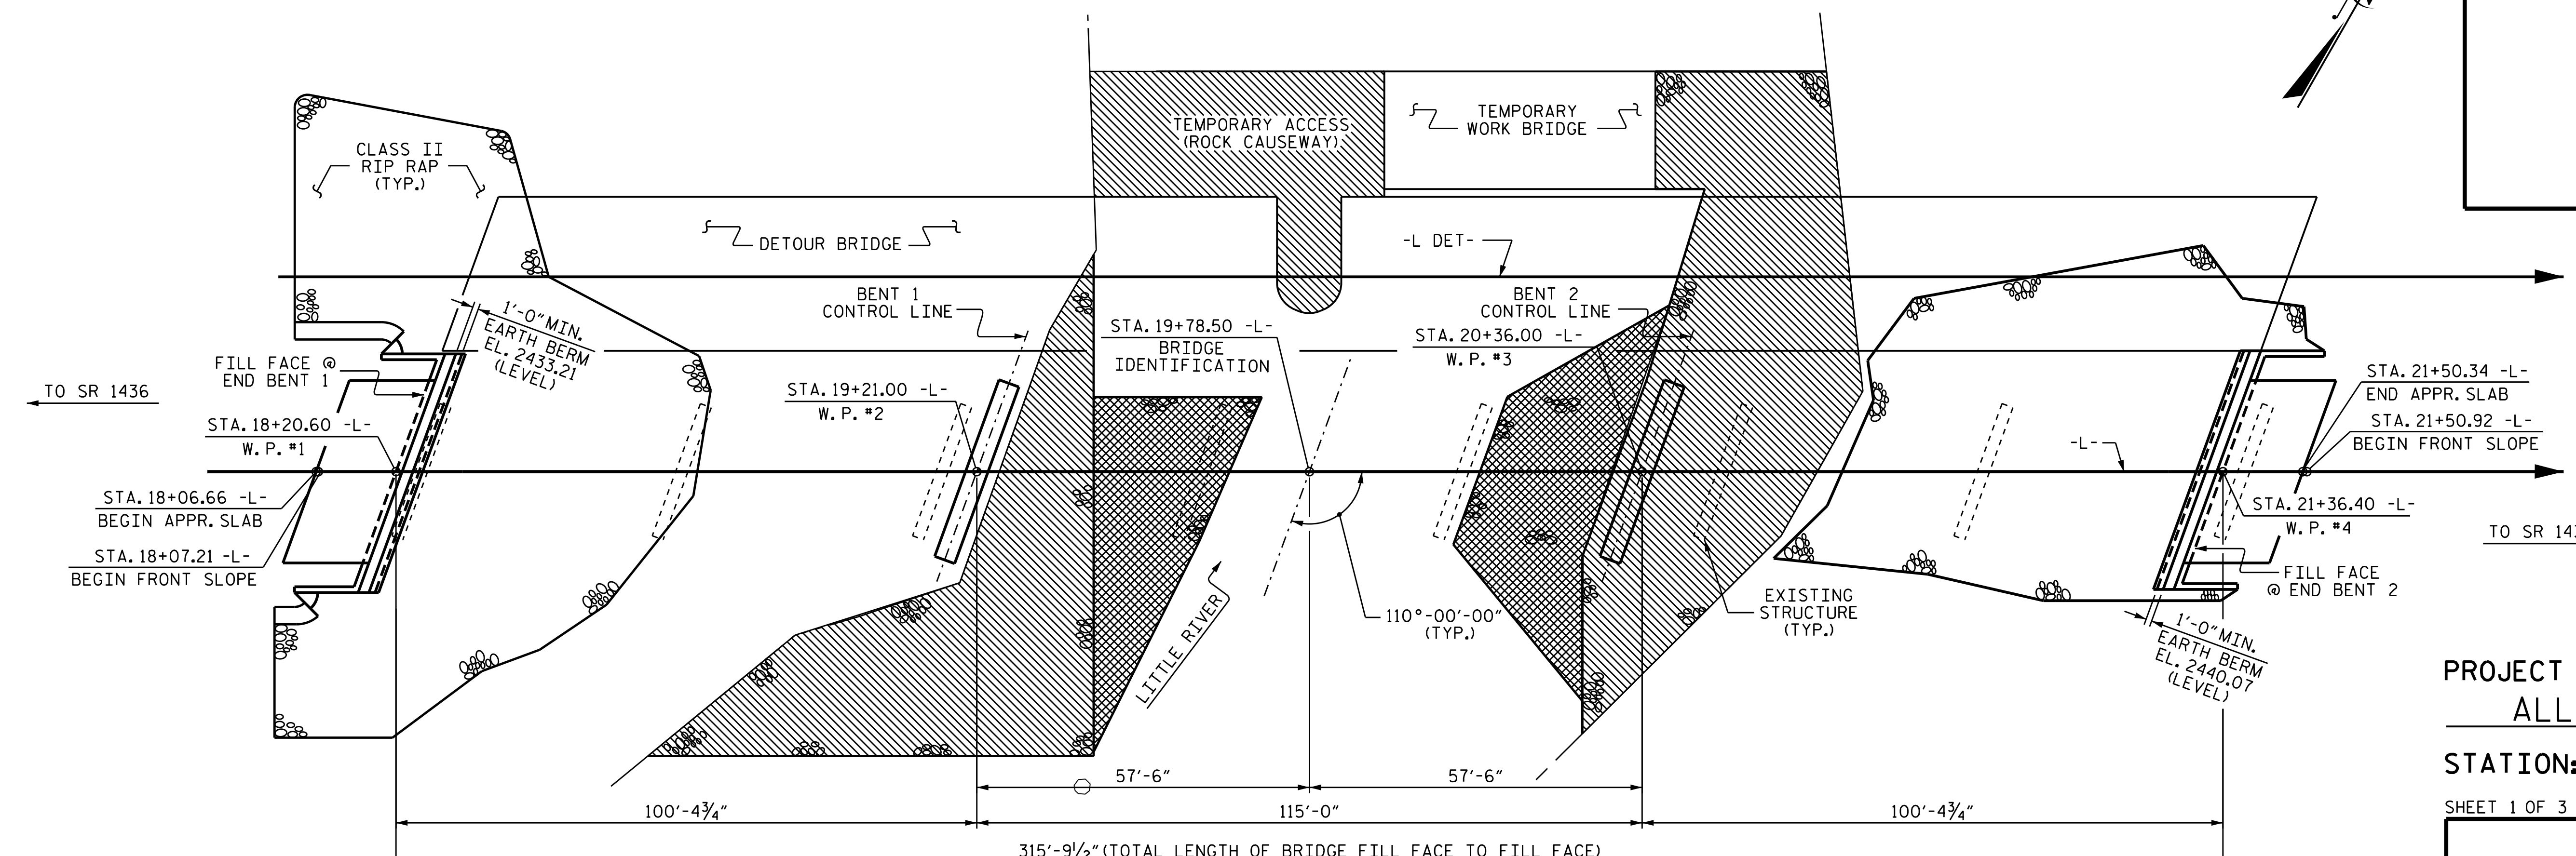 TEMPORARY ACCESS
(ROCK CAUSEWAY)
TEMPORARY
WORK BRIDGE
CLASS II
RIP RAP
(TYP.)
DETOUR BRIDGE
-L DET-
BENT 1
CONTROL LINE
BENT 2
CONTROL LINE
1'-0" MIN.
EARTH BERM
EL. 2433.21
(LEVEL)
STA. 19+78.50 -L-
BRIDGE
IDENTIFICATION
STA. 20+36.00 -L-
W.P. #3
FILL FACE @
END BENT 1
TO SR 1436
STA. 19+21.00 -L-
W.P. #2
STA. 18+20.60 -L-
W.P. #1
STA. 21+50.34 -L-
END APPR. SLAB
STA. 21+50.92 -L-
BEGIN FRONT SLOPE
-L-
STA. 18+06.66 -L-
BEGIN APPR. SLAB
STA. 21+36.40 -L-
W.P. #4
TO SR 143
STA. 18+07.21 -L-
BEGIN FRONT SLOPE
FILL FACE
@ END BENT 2
LITTLE RIVER
110°-00'-00"
(TYP.)
EXISTING
STRUCTURE
(TYP.)
1'-0" MIN.
EARTH BERM
EL. 2440.07
(LEVEL)
PROJECT
ALL
STATION:
SHEET 1 OF 3
57'-6"
57'-6"
100'-4¾"
115'-0"
100'-4¾"
315'-9½" (TOTAL LENGTH OF BRIDGE FILL FACE TO FILL FACE)